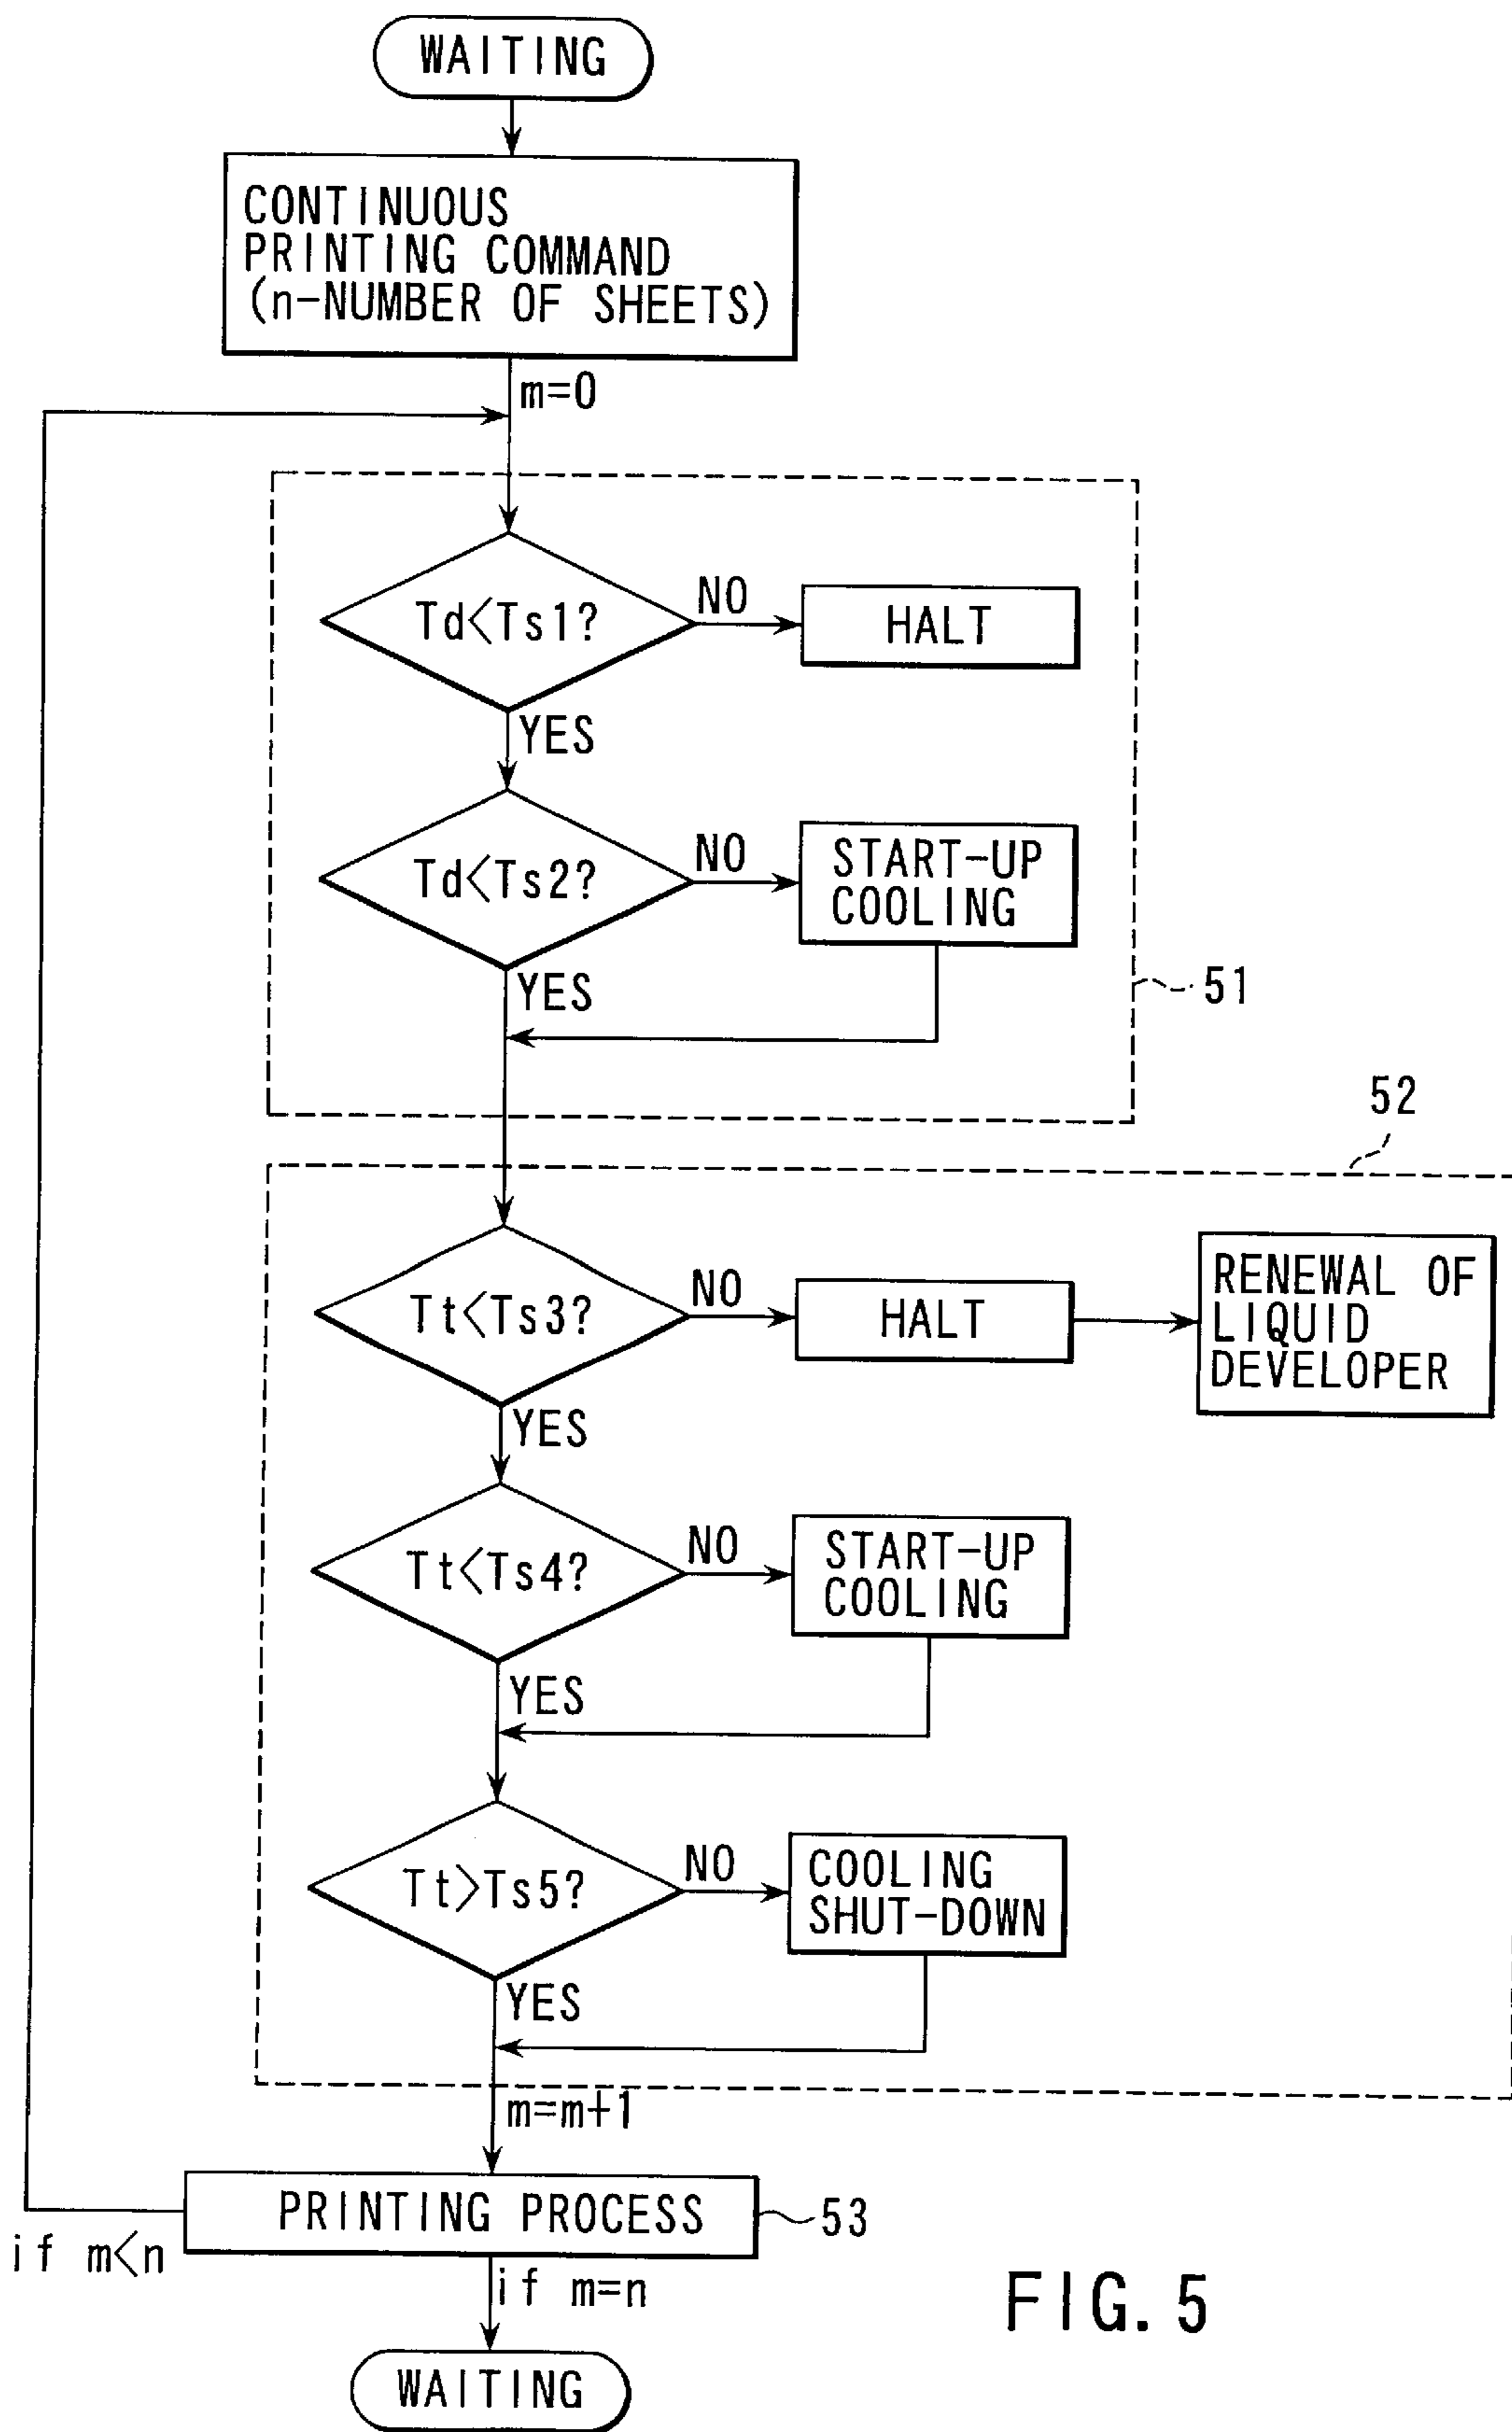 WAITING
CONTINUOUS
PRINTING COMMAND
(n-NUMBER OF SHEETS)
m=0
Td<Ts1?
NO
HALT
YES
Td<Ts2?
NO
START-UP
COOLING
YES
51
52
Tt<Ts3?
NO
HALT
RENEWAL OF
LIQUID
DEVELOPER
YES
Tt<Ts4?
NO
START-UP
COOLING
YES
Tt>Ts5?
NO
COOLING
SHUT-DOWN
YES
m=m+1
PRINTING PROCESS
53
if m<n
if m=n
WAITING
FIG. 5